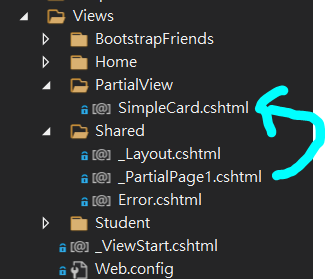 Views
BootstrapFriends
Home
PartialView
[@] SimpleCard.cshtml
Shared
[@] _Layout.cshtml
[@] _PartialPage1.cshtml
[@] Error.cshtml
Student
[@] _ViewStart.cshtml
Web.config